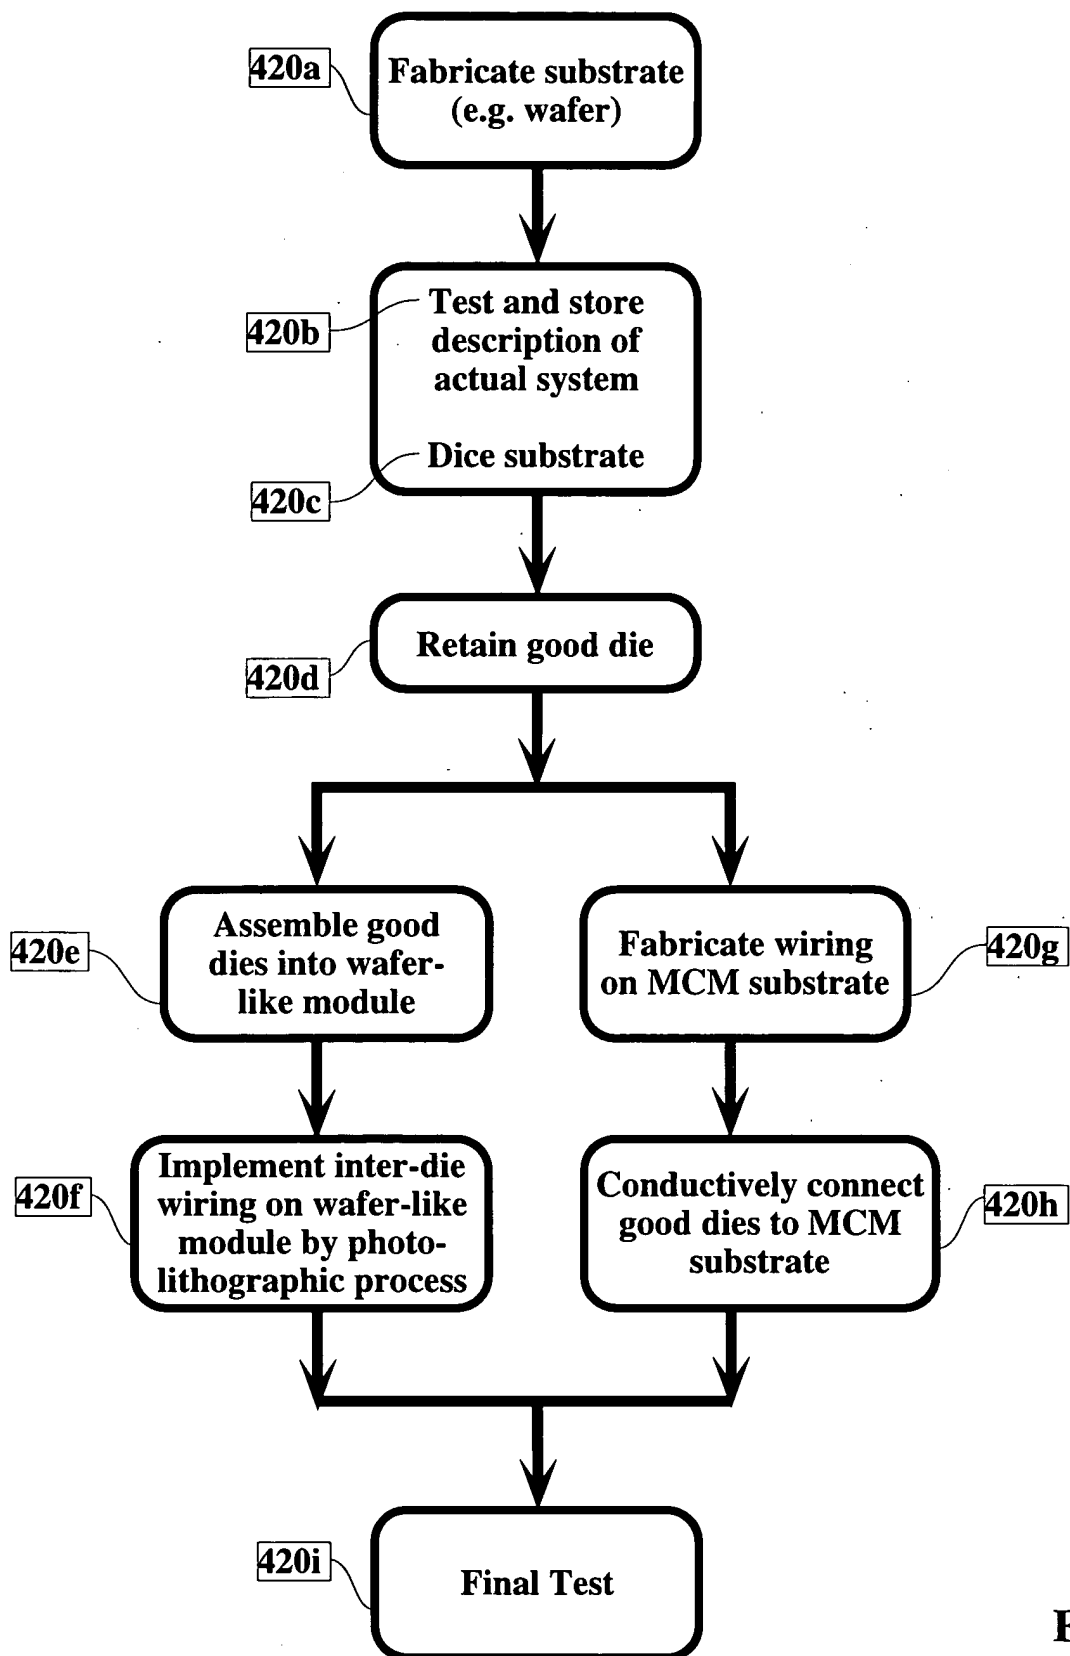 420a
Fabricate substrate
(e.g. wafer)
420b
Test and store
description of
actual system
420c
Dice substrate
420d
Retain good die
420e
Assemble good
dies into wafer-
like module
Fabricate wiring
on MCM substrate
420g
420f
Implement inter-die
wiring on wafer-like
module by photo-
lithographic process
Conductively connect
good dies to MCM
substrate
420h
420i
Final Test